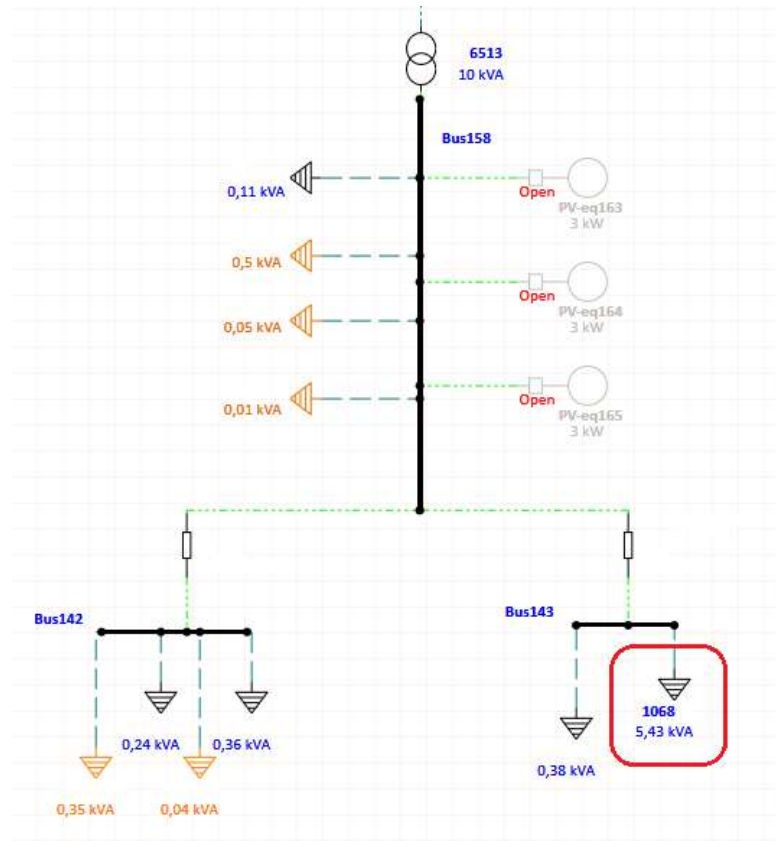 6513
10 kVA
Bus158
0,11 kVA
Open
PV-eq163
3 kW
0,5 kVA
Open
PV-eq164
3 kW
0,05 kVA
Open
PV-eq165
3 kW
0,01 kVA
Bus142
Bus143
0,24 kVA
0,36 kVA
1068
5,43 kVA
0,38 kVA
0,35 kVA
0,04 kVA